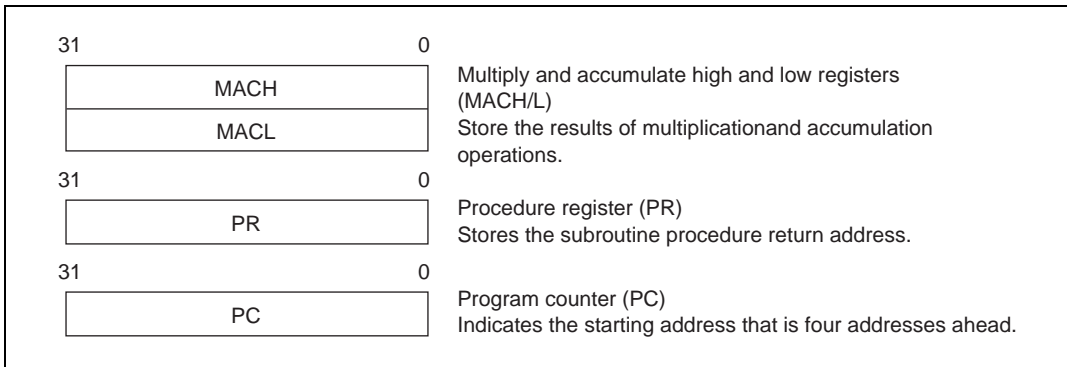 31 0
MACH
MACL
Multiply and accumulate high and low registers
(MACH/L)
Store the results of multiplicationand accumulation
operations.
31 0
PR
Procedure register (PR)
Stores the subroutine procedure return address.
31 0
PC
Program counter (PC)
Indicates the starting address that is four addresses ahead.